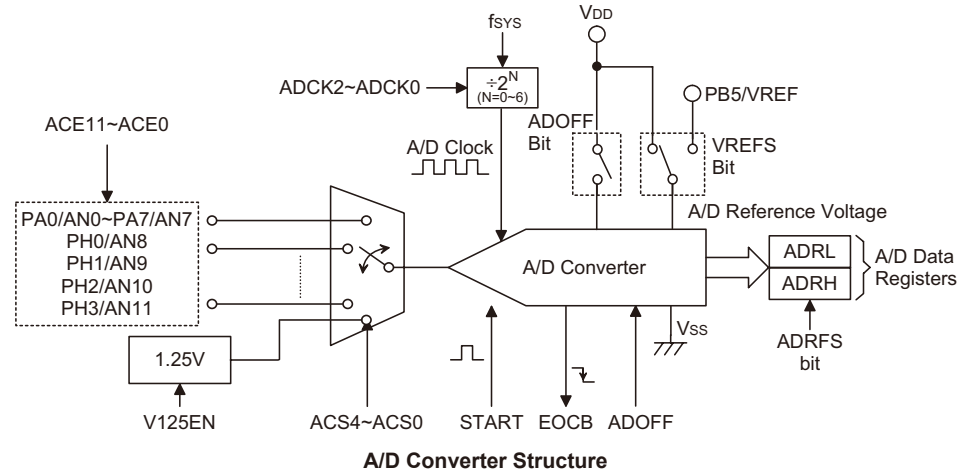 fSYS
VDD
ADCK2~ADCK0
÷2^N
(N=0~6)
PB5/VREF
ACE11~ACE0
A/D Clock
ADOFF
Bit
VREFS
Bit
PA0/AN0~PA7/AN7
PH0/AN8
PH1/AN9
PH2/AN10
PH3/AN11
A/D Reference Voltage
A/D Converter
ADRL
ADRH
A/D Data
Registers
VSS
1.25V
ADRFS
bit
V125EN
ACS4~ACS0
START
EOCB
ADOFF
A/D Converter Structure